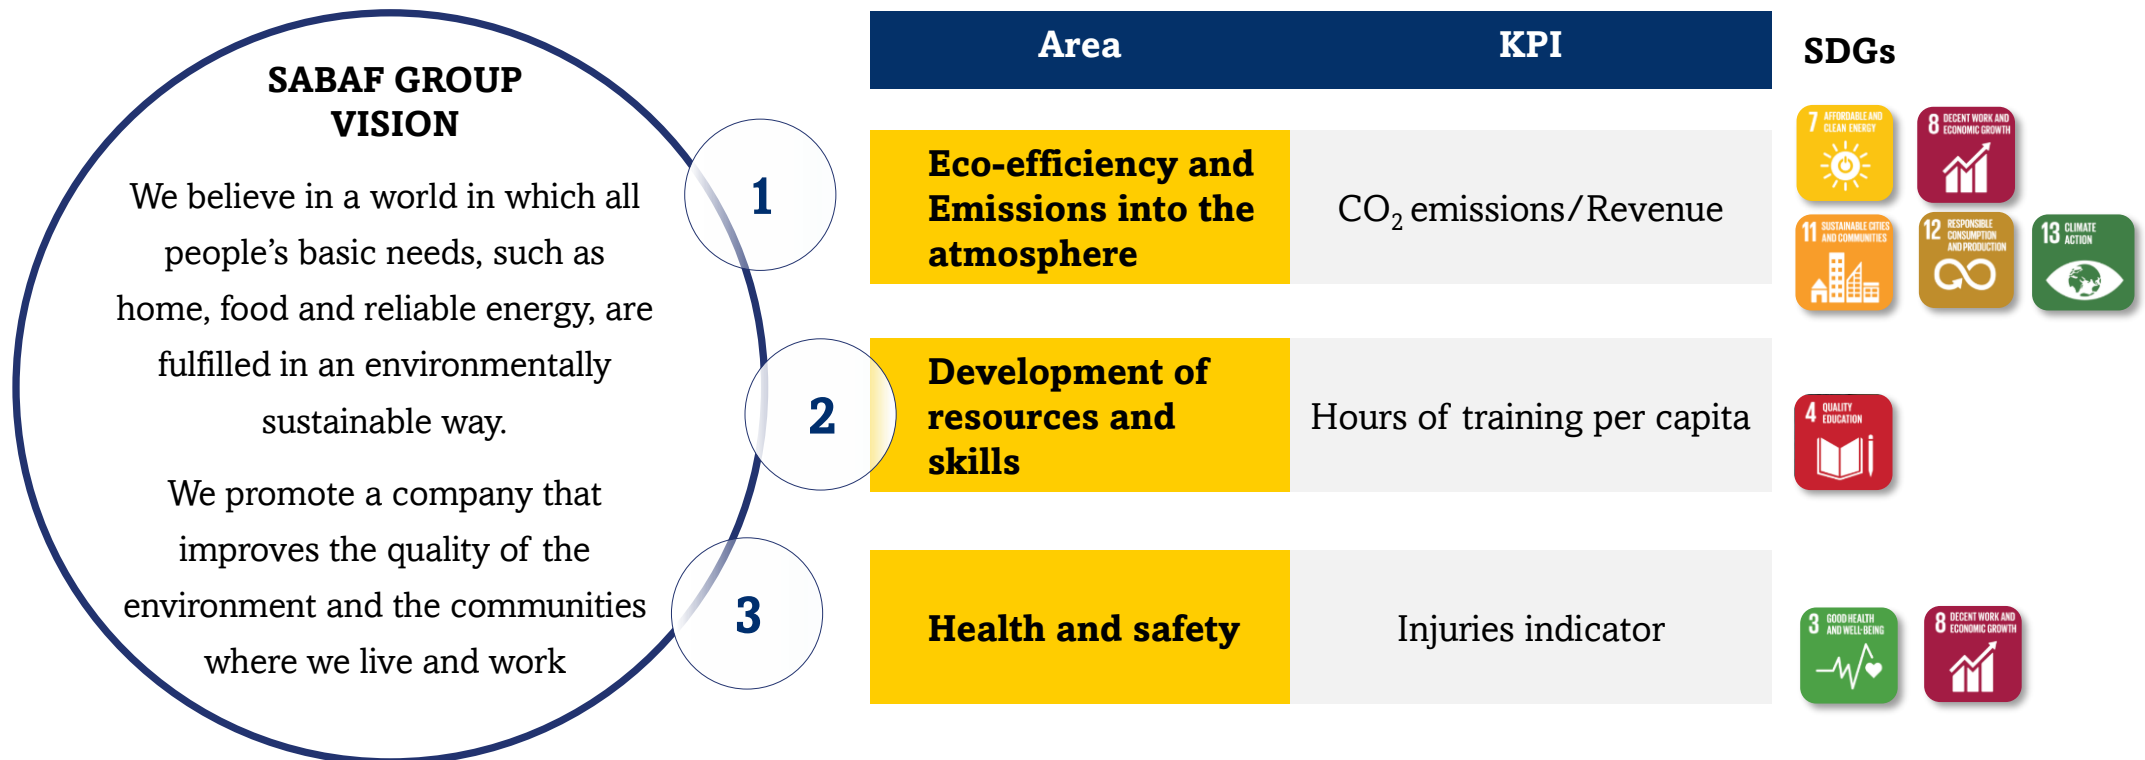 SABAF GROUP
VISION
We believe in a world in which all
people’s basic needs, such as
home, food and reliable energy, are
fulfilled in an environmentally
sustainable way.
We promote a company that
improves the quality of the
environment and the communities
where we live and work
Area
KPI
SDGs
1
Eco-efficiency and
Emissions into the
atmosphere
CO₂ emissions/Revenue
7 AFFORDABLE AND
CLEAN ENERGY
8 DECENT WORK AND
ECONOMIC GROWTH
11 SUSTAINABLE CITIES
AND COMMUNITIES
12 RESPONSIBLE
CONSUMPTION
AND PRODUCTION
13 CLIMATE
ACTION
2
Development of
resources and
skills
Hours of training per capita
4 QUALITY
EDUCATION
3
Health and safety
Injuries indicator
3 GOOD HEALTH
AND WELL-BEING
8 DECENT WORK AND
ECONOMIC GROWTH